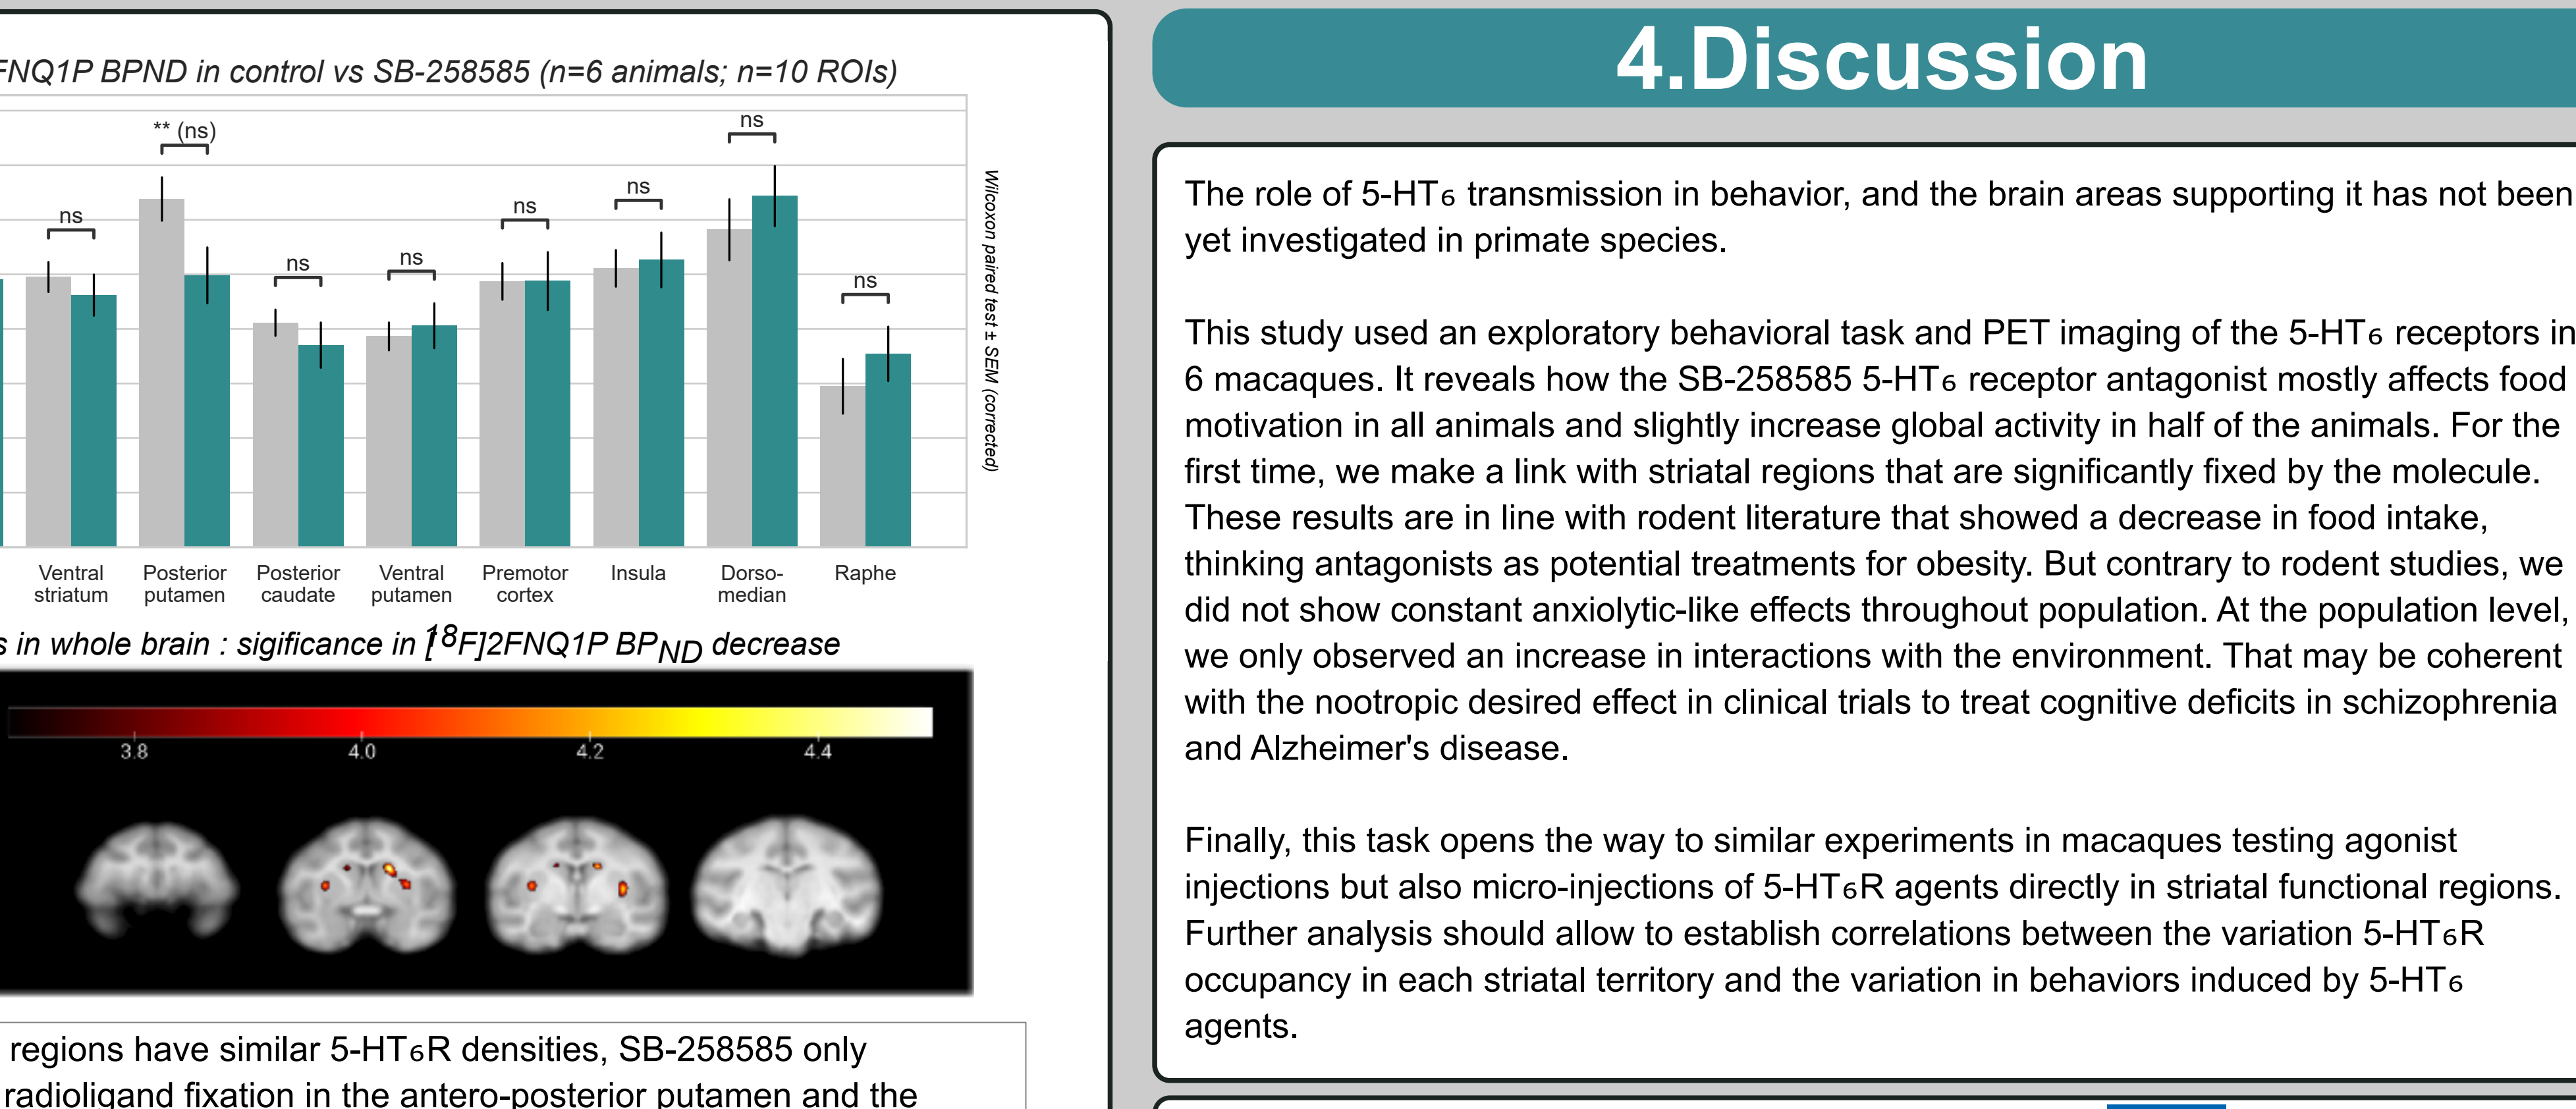 FNQ1P BPND in control vs SB-258585 (n=6 animals; n=10 ROIs)
** (ns)
ns
ns
ns
ns
ns
ns
ns
Wilcoxon paired test ± SEM (corrected)
Ventral striatum
Posterior putamen
Posterior caudate
Ventral putamen
Premotor cortex
Insula
Dorso-median
Raphe
s in whole brain : sigificance in [18F]2FNQ1P BPND decrease
3.8 4.0 4.2 4.4
regions have similar 5-HT₆R densities, SB-258585 only
radioligand fixation in the antero-posterior putamen and the
4.Discussion
The role of 5-HT₆ transmission in behavior, and the brain areas supporting it has not been
yet investigated in primate species.
This study used an exploratory behavioral task and PET imaging of the 5-HT₆ receptors in
6 macaques. It reveals how the SB-258585 5-HT₆ receptor antagonist mostly affects food
motivation in all animals and slightly increase global activity in half of the animals. For the
first time, we make a link with striatal regions that are significantly fixed by the molecule.
These results are in line with rodent literature that showed a decrease in food intake,
thinking antagonists as potential treatments for obesity. But contrary to rodent studies, we
did not show constant anxiolytic-like effects throughout population. At the population level,
we only observed an increase in interactions with the environment. That may be coherent
with the nootropic desired effect in clinical trials to treat cognitive deficits in schizophrenia
and Alzheimer's disease.
Finally, this task opens the way to similar experiments in macaques testing agonist
injections but also micro-injections of 5-HT₆R agents directly in striatal functional regions.
Further analysis should allow to establish correlations between the variation 5-HT₆R
occupancy in each striatal territory and the variation in behaviors induced by 5-HT₆
agents.